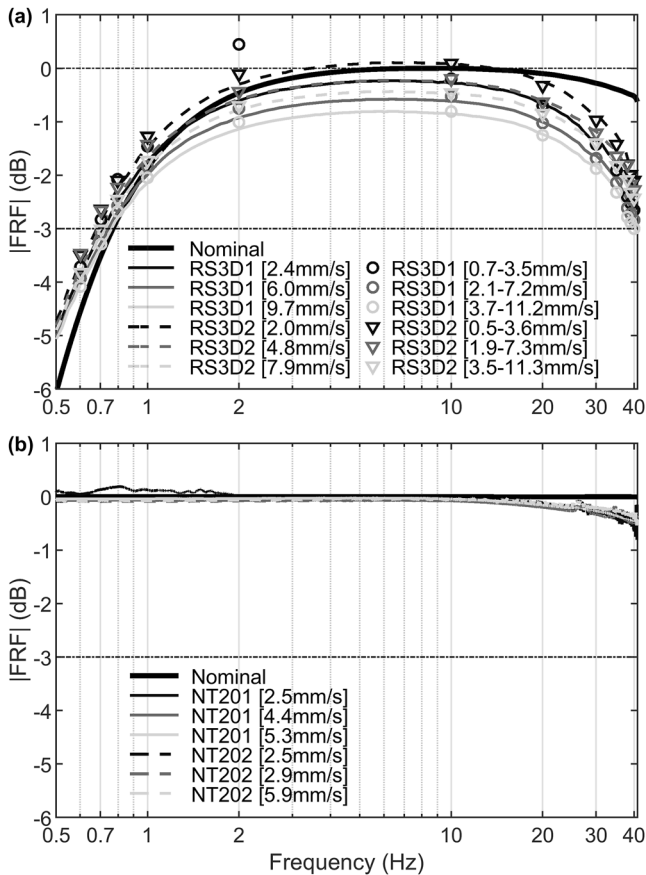 (a)
1
0
-1
-2
-3
-4
-5
-6
|FRF| (dB)
Nominal
RS3D1 [2.4mm/s]
RS3D1 [6.0mm/s]
RS3D1 [9.7mm/s]
RS3D2 [2.0mm/s]
RS3D2 [4.8mm/s]
RS3D2 [7.9mm/s]
RS3D1 [0.7-3.5mm/s]
RS3D1 [2.1-7.2mm/s]
RS3D1 [3.7-11.2mm/s]
RS3D2 [0.5-3.6mm/s]
RS3D2 [1.9-7.3mm/s]
RS3D2 [3.5-11.3mm/s]
0.5 0.7 1 2 10 20 30 40
(b)
1
0
-1
-2
-3
-4
-5
-6
|FRF| (dB)
Nominal
NT201 [2.5mm/s]
NT201 [4.4mm/s]
NT201 [5.3mm/s]
NT202 [2.5mm/s]
NT202 [2.9mm/s]
NT202 [5.9mm/s]
0.5 0.7 1 2 10 20 30 40
Frequency (Hz)